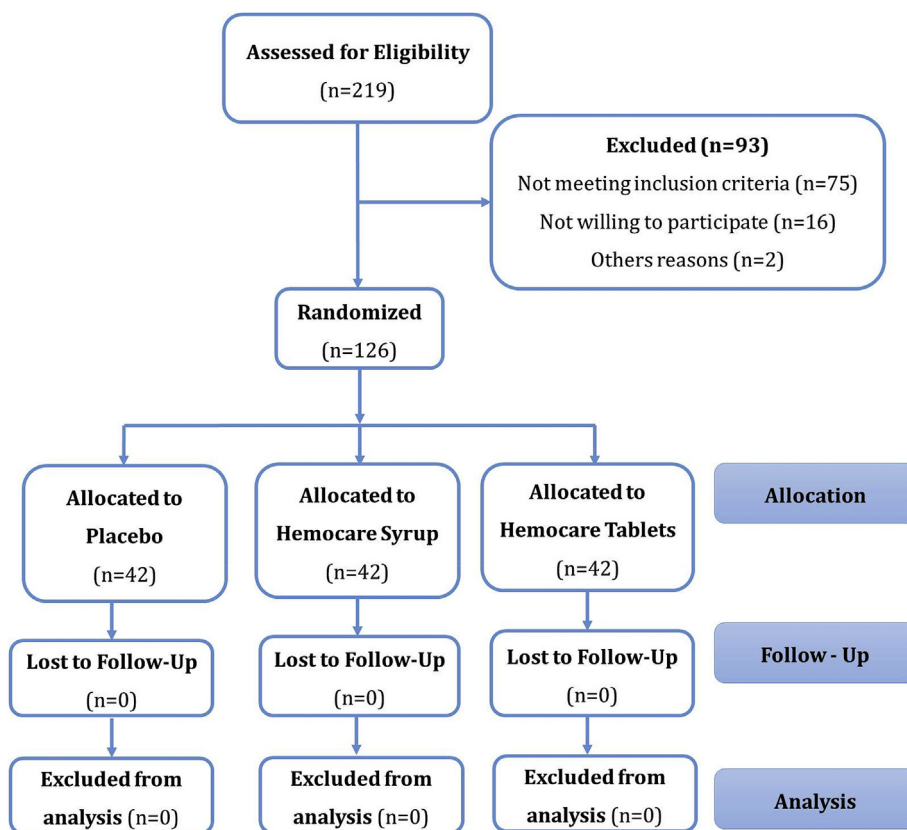 Assessed for Eligibility
(n=219)
Excluded (n=93)
Not meeting inclusion criteria (n=75)
Not willing to participate (n=16)
Others reasons (n=2)
Randomized
(n=126)
Allocated to
Placebo
(n=42)
Allocated to
Hemocare Syrup
(n=42)
Allocated to
Hemocare Tablets
(n=42)
Allocation
Lost to Follow-Up
(n=0)
Lost to Follow-Up
(n=0)
Lost to Follow-Up
(n=0)
Follow - Up
Excluded from
analysis (n=0)
Excluded from
analysis (n=0)
Excluded from
analysis (n=0)
Analysis